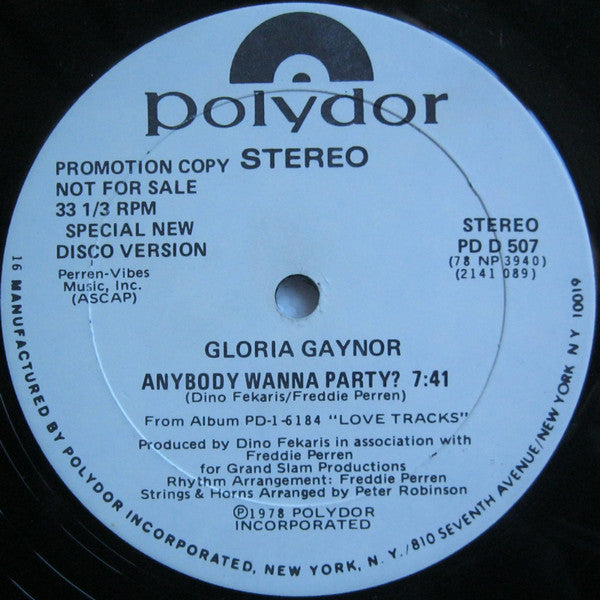 polydor
PROMOTION COPY STEREO
NOT FOR SALE
33 1/3 RPM
SPECIAL NEW
DISCO VERSION
Perren-Vibes
Music, Inc.
(ASCAP)
STEREO
PD D 507
(78 NP 3940)
(2141 089)
GLORIA GAYNOR
ANYBODY WANNA PARTY? 7:41
(Dino Fekaris/Freddie Perren)
From Album PD-1-6184 "LOVE TRACKS"
Produced by Dino Fekaris in association with
Freddie Perren
for Grand Slam Productions
Rhythm Arrangement: Freddie Perren
Strings & Horns Arranged by Peter Robinson
Ⓟ1978 POLYDOR
INCORPORATED
16 MANUFACTURED BY POLYDOR INCORPORATED, NEW YORK, N. Y./810 SEVENTH AVENUE/NEW YORK N Y 10019